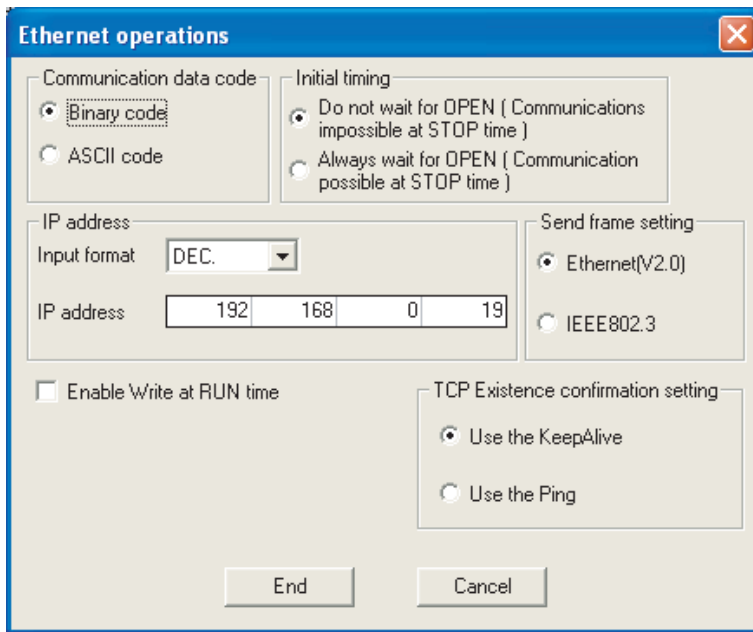 Ethernet operations
Communication data code
Binary code
ASCII code
Initial timing
Do not wait for OPEN ( Communications
impossible at STOP time )
Always wait for OPEN ( Communication
possible at STOP time )
IP address
Input format DEC.
IP address 192 168 0 19
Send frame setting
Ethernet(V2.0)
IEEE802.3
Enable Write at RUN time
TCP Existence confirmation setting
Use the KeepAlive
Use the Ping
End Cancel